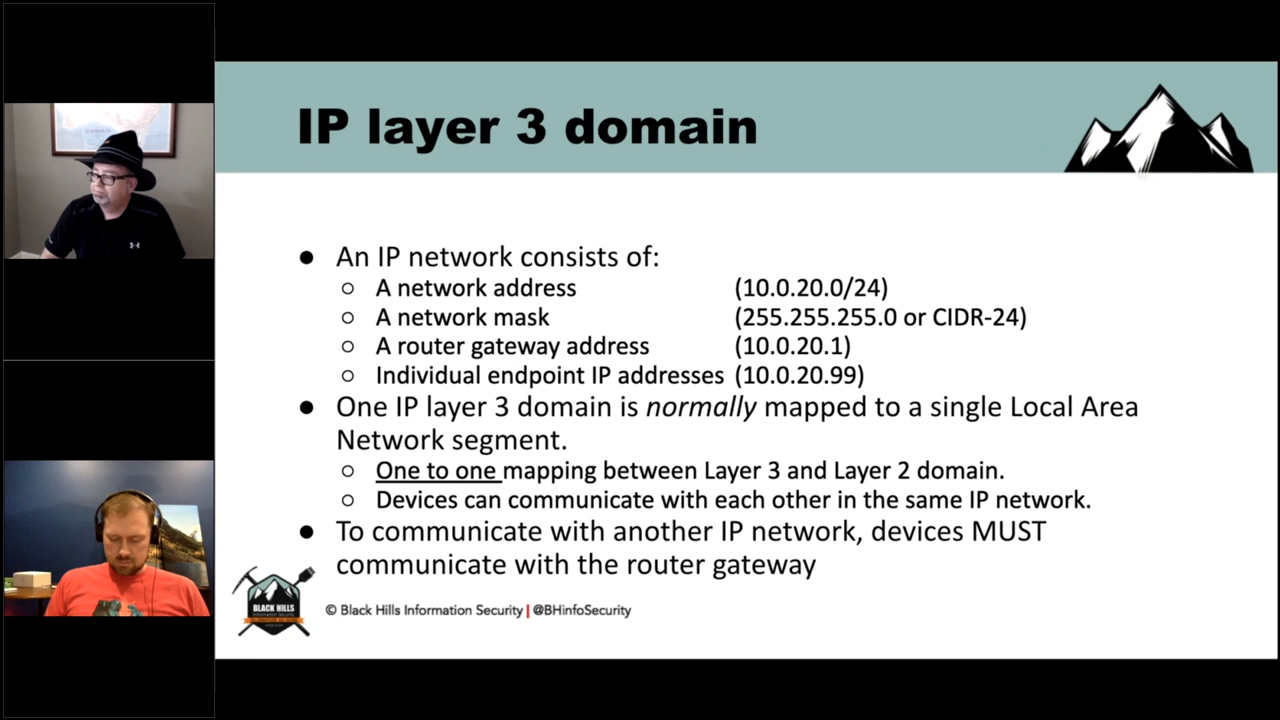 IP layer 3 domain
● An IP network consists of:
○ A network address (10.0.20.0/24)
○ A network mask (255.255.255.0 or CIDR-24)
○ A router gateway address (10.0.20.1)
○ Individual endpoint IP addresses (10.0.20.99)
● One IP layer 3 domain is normally mapped to a single Local Area
Network segment.
○ One to one mapping between Layer 3 and Layer 2 domain.
○ Devices can communicate with each other in the same IP network.
● To communicate with another IP network, devices MUST
communicate with the router gateway
BLACK HILLS
Information Security
© Black Hills Information Security | @BHinfoSecurity